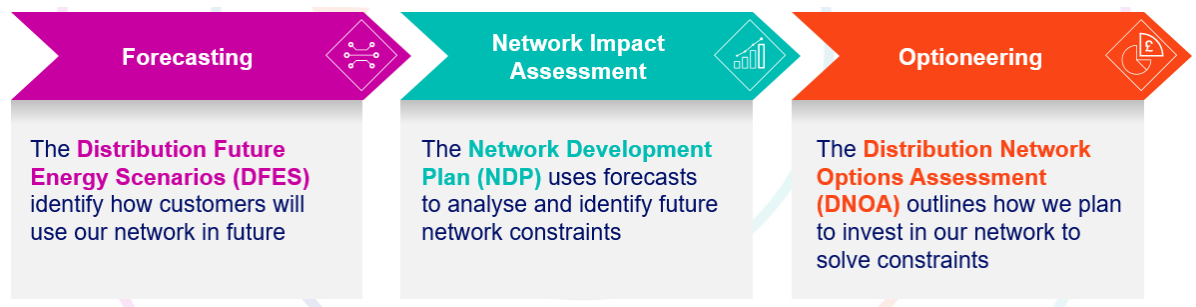 Forecasting
The Distribution Future
Energy Scenarios (DFES)
identify how customers will
use our network in future
Network Impact
Assessment
The Network Development
Plan (NDP) uses forecasts
to analyse and identify future
network constraints
Optioneering
£
The Distribution Network
Options Assessment
(DNOA) outlines how we plan
to invest in our network to
solve constraints